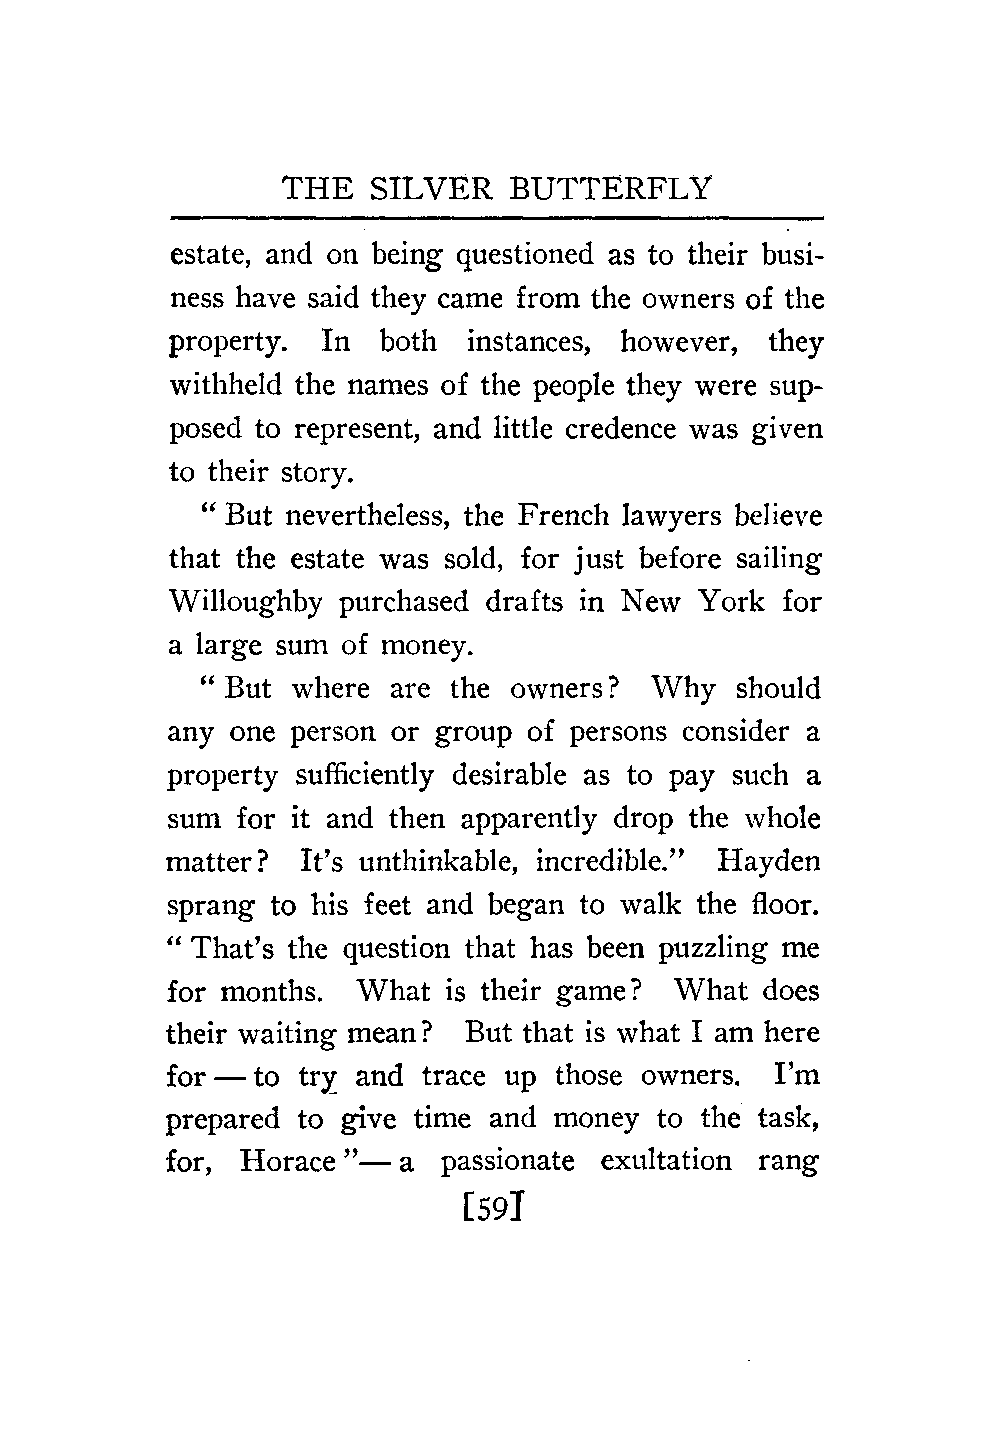 THE SILVER BUTTERFLY
estate, and on being questioned as to their busi-
ness have said they came from the owners of the
property. In both instances, however, they
withheld the names of the people they were sup-
posed to represent, and little credence was given
to their story.
“ But nevertheless, the French lawyers believe
that the estate was sold, for just before sailing
Willoughby purchased drafts in New York for
a large sum of money.
“ But where are the owners? Why should
any one person or group of persons consider a
property sufficiently desirable as to pay such a
sum for it and then apparently drop the whole
matter? It’s unthinkable, incredible.” Hayden
sprang to his feet and began to walk the floor.
“ That’s the question that has been puzzling me
for months. What is their game? What does
their waiting mean? But that is what I am here
for — to try and trace up those owners. I’m
prepared to give time and money to the task,
for, Horace ”— a passionate exultation rang
[59]